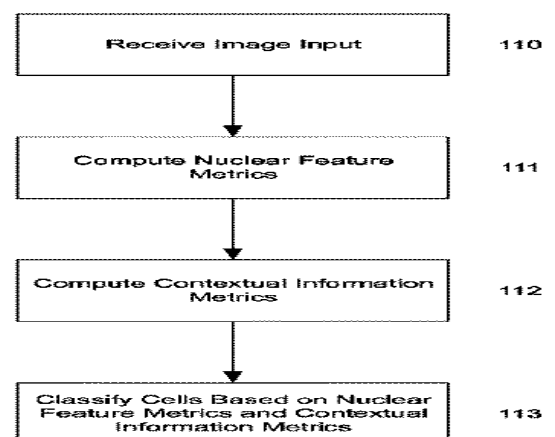 Receive Image Input 110
Compute Nuclear Feature
Metrics 111
Compute Contextual Information
Metrics 112
Classify Cells Based on Nuclear
Feature Metrics and Contextual
Information Metrics 113